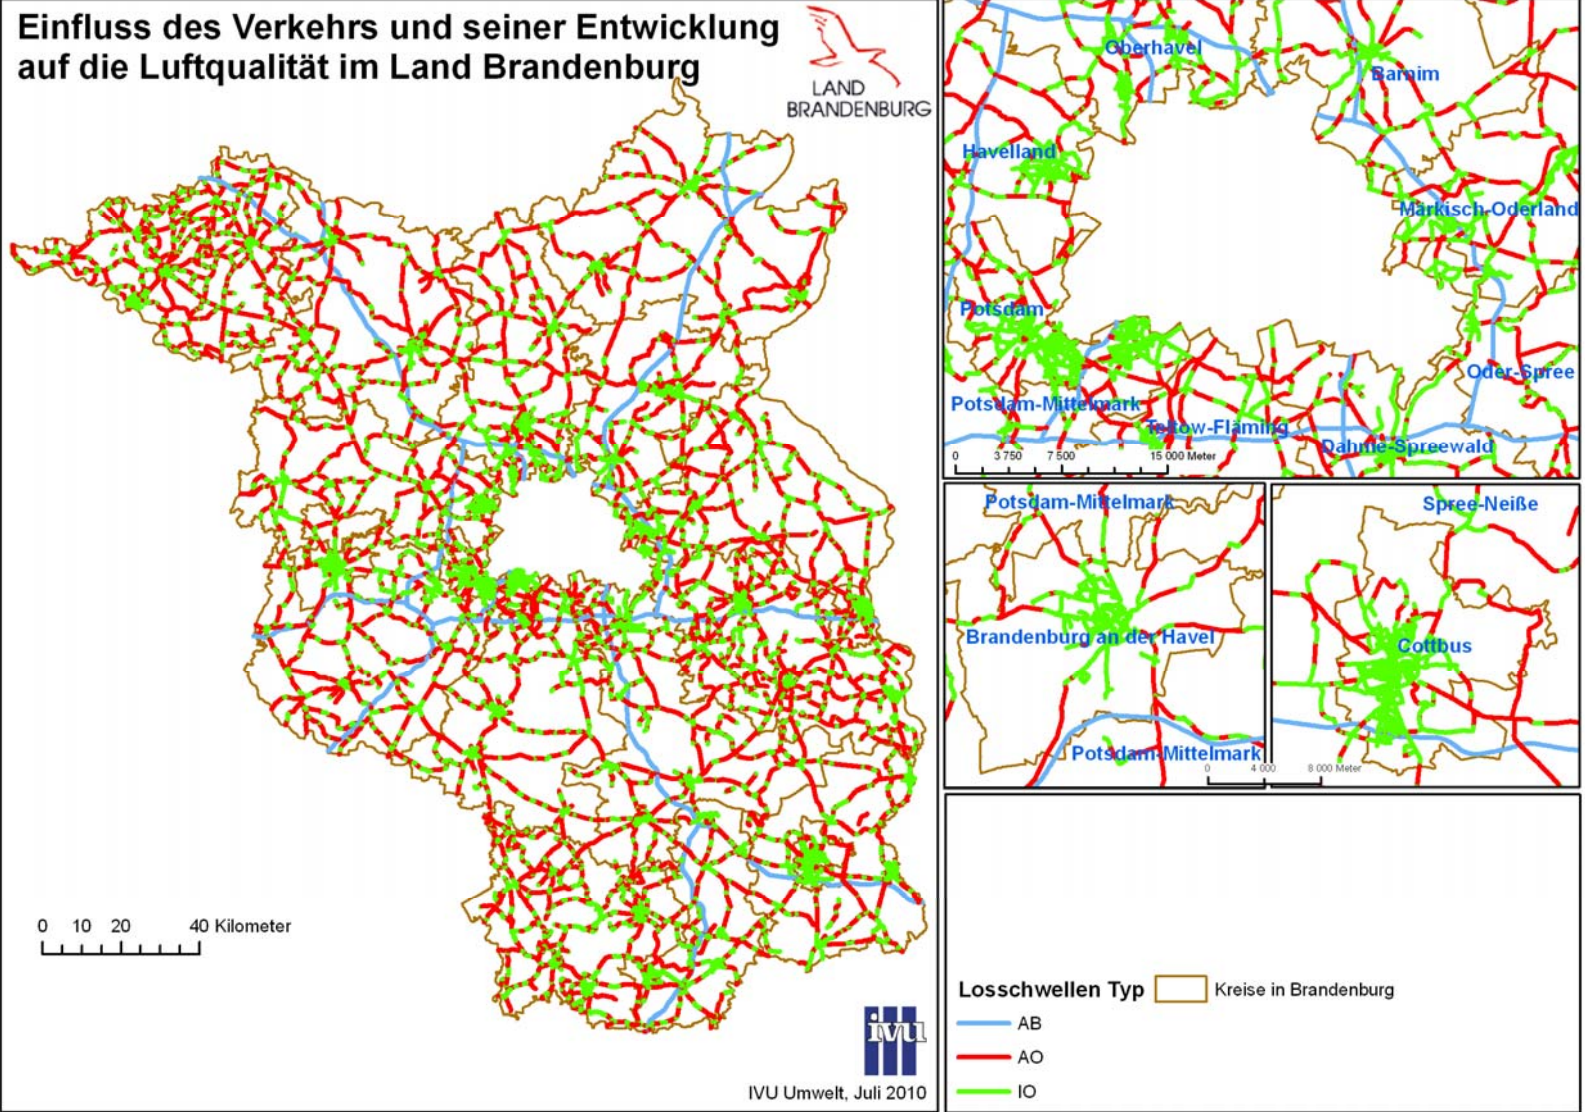 Einfluss des Verkehrs und seiner Entwicklung
auf die Luftqualität im Land Brandenburg
LAND
BRANDENBURG
0 10 20 40 Kilometer
ivu
IVU Umwelt, Juli 2010
Oberhavel
Barnim
Havelland
Märkisch-Oderland
Potsdam
Oder-Spree
Potsdam-Mittelmark
Teltow-Fläming
Dahme-Spreewald
0 3 750 7 500 15 000 Meter
Potsdam-Mittelmark
Brandenburg an der Havel
Potsdam-Mittelmark
0 4 000 8 000 Meter
Spree-Neiße
Cottbus
Losschwellen Typ
Kreise in Brandenburg
AB
AO
IO